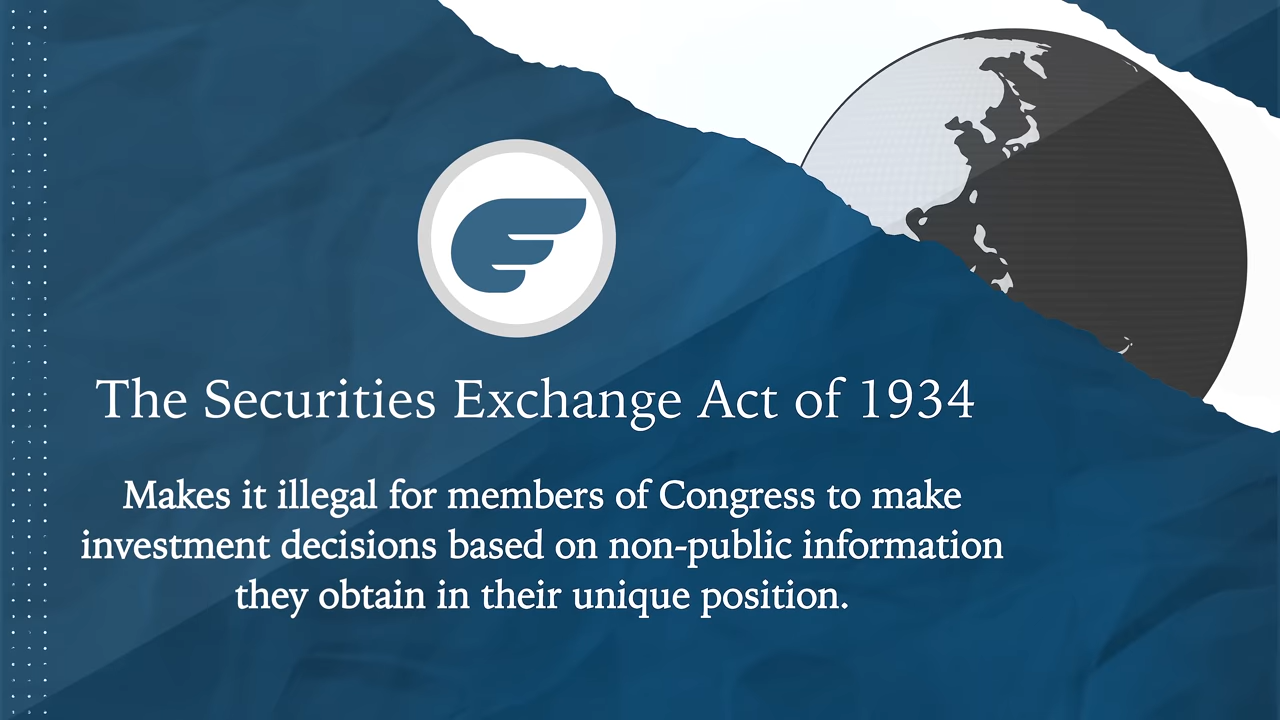 The Securities Exchange Act of 1934
Makes it illegal for members of Congress to make
investment decisions based on non-public information
they obtain in their unique position.